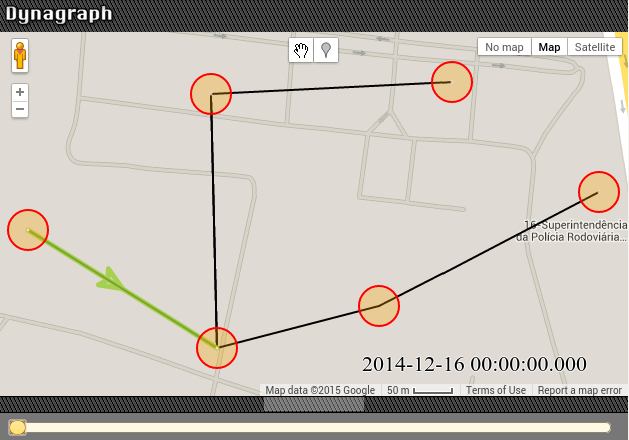 Dynagraph
No map Map Satellite
16-Superintendência
da Polícia Rodoviária...
2014-12-16 00:00:00.000
Map data ©2015 Google 50 m Terms of Use Report a map error